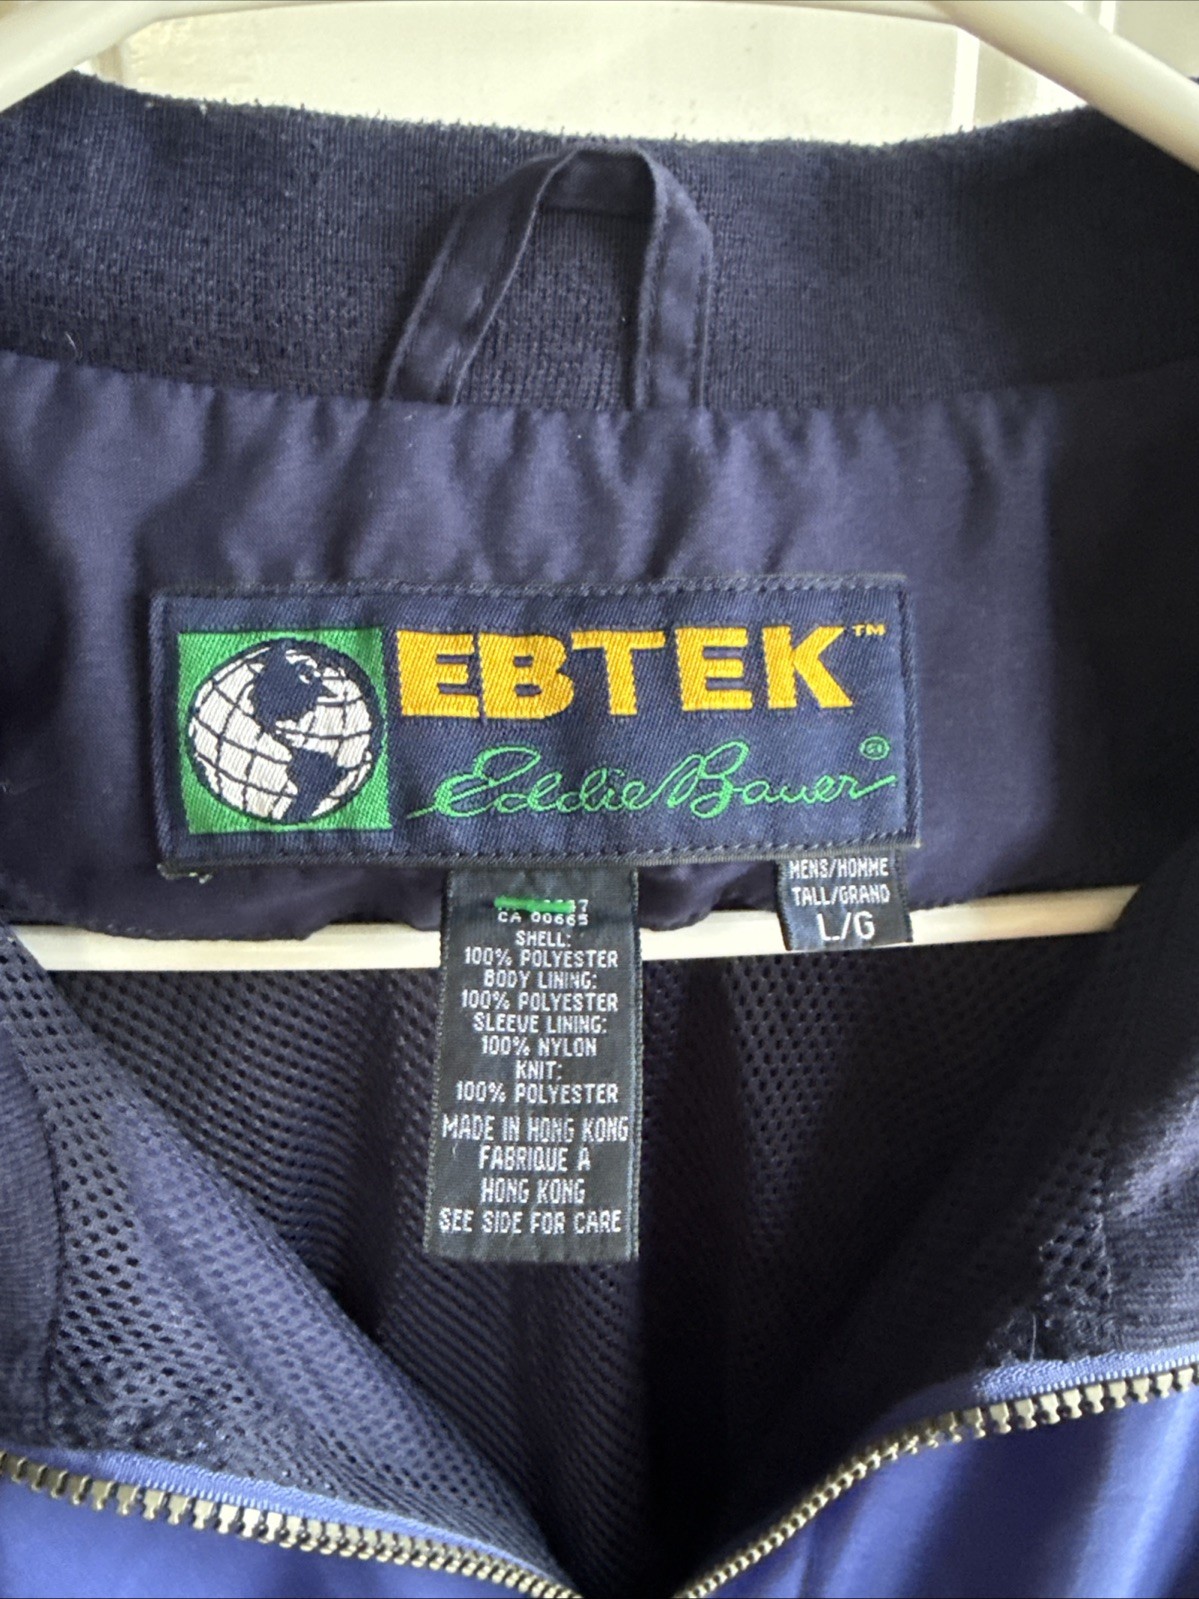 EBTEK™
Eddie Bauer®
MENS/HOMME
TALL/GRAND
L/G
CA 00665
SHELL:
100% POLYESTER
BODY LINING:
100% POLYESTER
SLEEVE LINING:
100% NYLON
KNIT:
100% POLYESTER
MADE IN HONG KONG
FABRIQUE A
HONG KONG
SEE SIDE FOR CARE